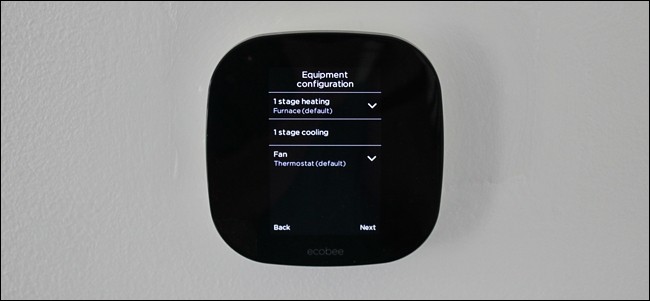 Equipment
configuration
1 stage heating
Furnace (default)
1 stage cooling
Fan
Thermostat (default)
Back Next
ecobee